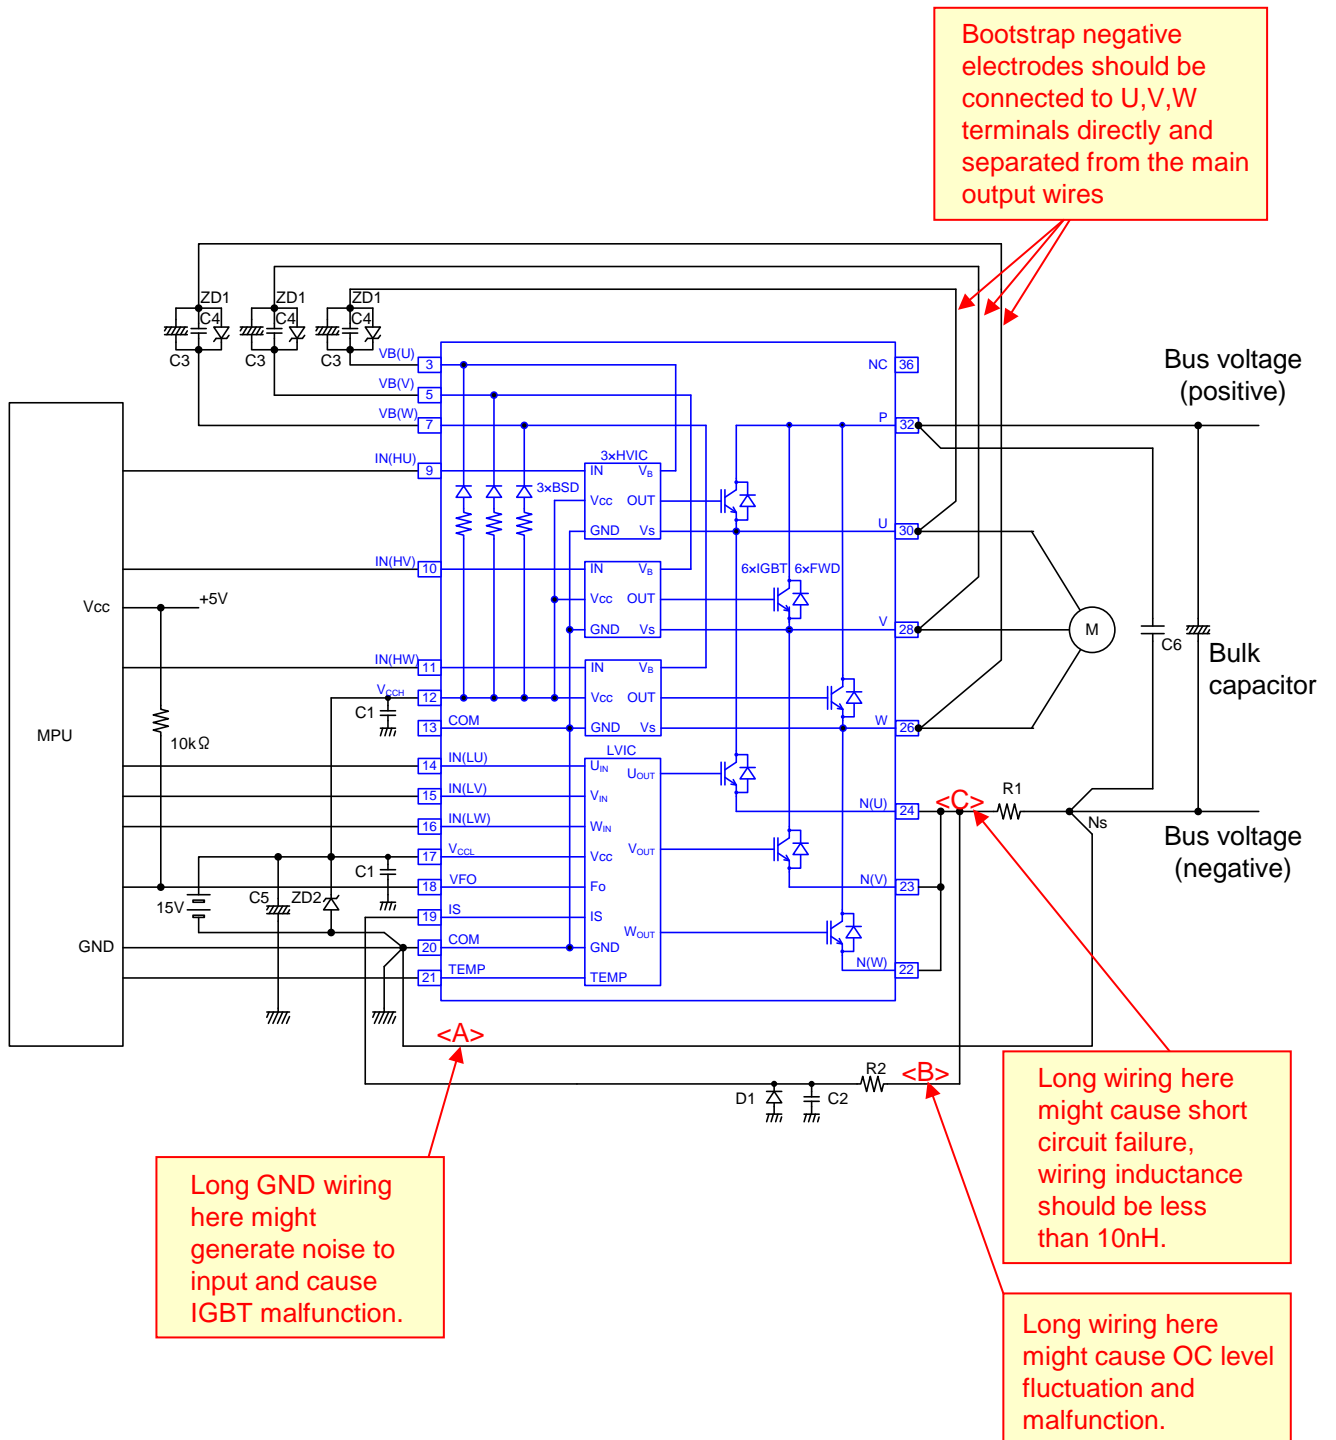 Bootstrap negative
electrodes should be
connected to U,V,W
terminals directly and
separated from the main
output wires
ZD1
ZD1
ZD1
C4
C4
C4
C3
C3
C3
VB(U)
3
VB(V)
5
VB(W)
7
NC
36
P
32
Bus voltage
(positive)
IN(HU)
9
3×HVIC
IN
VB
3×BSD
Vcc
OUT
GND
Vs
U
30
IN(HV)
10
IN
VB
6×IGBT
6×FWD
Vcc
OUT
GND
Vs
V
28
M
C6
Bulk
capacitor
Vcc
+5V
10kΩ
MPU
IN(HW)
11
IN
VB
VCCH
12
Vcc
OUT
C1
13
COM
GND
Vs
W
26
LVIC
14
IN(LU)
UIN
UOUT
15
IN(LV)
VIN
16
IN(LW)
WIN
N(U)
24
<C>
R1
Ns
Bus voltage
(negative)
17
VCCL
Vcc
VOUT
C1
18
VFO
Fo
N(V)
23
15V
C5
ZD2
19
IS
IS
WOUT
GND
20
COM
GND
N(W)
22
21
TEMP
TEMP
<A>
<B>
R2
D1
C2
Long GND wiring
here might
generate noise to
input and cause
IGBT malfunction.
Long wiring here
might cause short
circuit failure,
wiring inductance
should be less
than 10nH.
Long wiring here
might cause OC level
fluctuation and
malfunction.